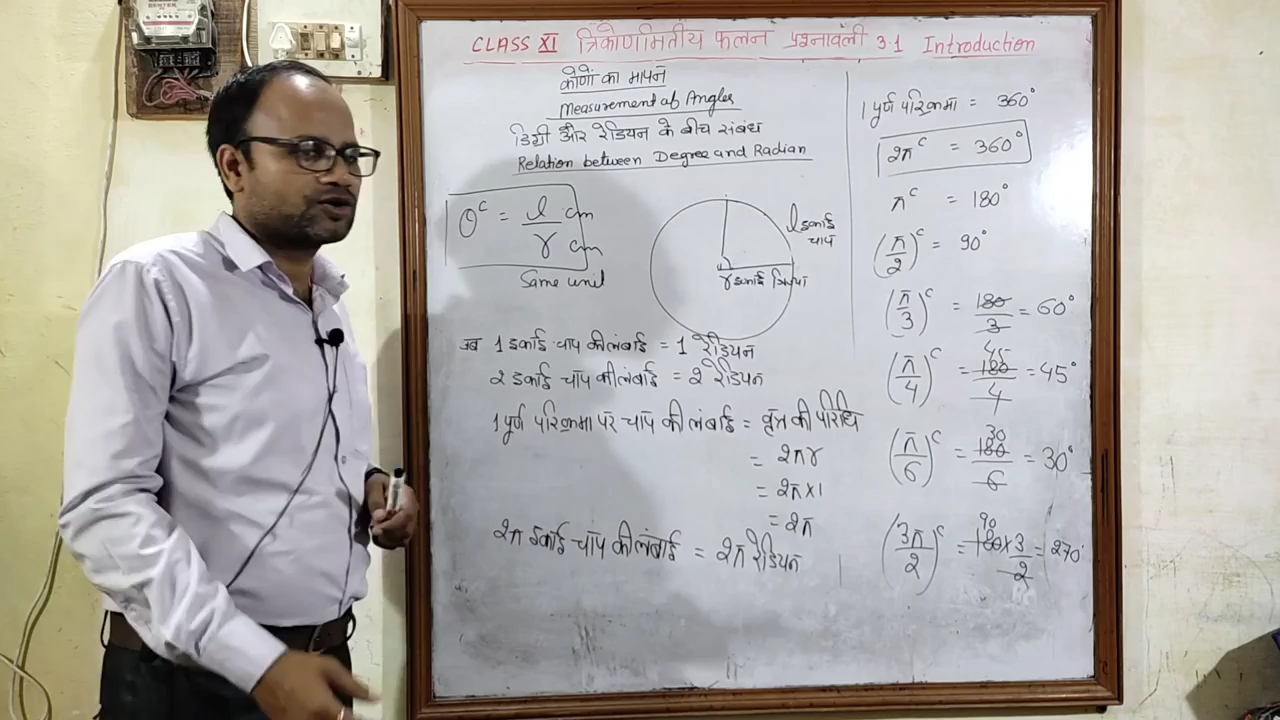 CLASS XI त्रिकोणमितीय फलन प्रश्नावली 3.1 Introduction
कोणों का मापन
Measurement of Angles
डिग्री और रेडियन के बीच संबंध
Relation between Degree and Radian
θᶜ = l cm / r cm
Same unit
l इकाई
चाप
r इकाई त्रिज्या
अब 1 इकाई चाप की लंबाई = 1 रेडियन
2 इकाई चाप की लंबाई = 2 रेडियन
1 पूर्ण परिक्रमा पर चाप की लंबाई = वृत्त की परिधि
= 2πr
= 2π×1
= 2π
2π इकाई चाप की लंबाई = 2π रेडियन
1 पूर्ण परिक्रमा = 360°
2πᶜ = 360°
πᶜ = 180°
(π/2)ᶜ = 90°
(π/3)ᶜ = 180/3 = 60°
(π/4)ᶜ = 45 180/4 = 45°
(π/6)ᶜ = 30 180/6 = 30°
(3π/2)ᶜ = 90 180×3/2 = 270°